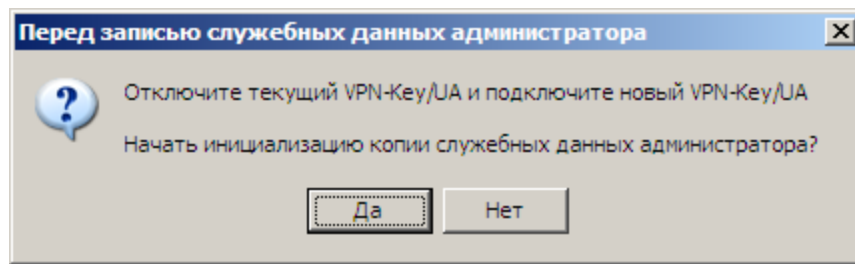 Перед записью служебных данных администратора
Отключите текущий VPN-Key/UA и подключите новый VPN-Key/UA
Начать инициализацию копии служебных данных администратора?
Да Нет